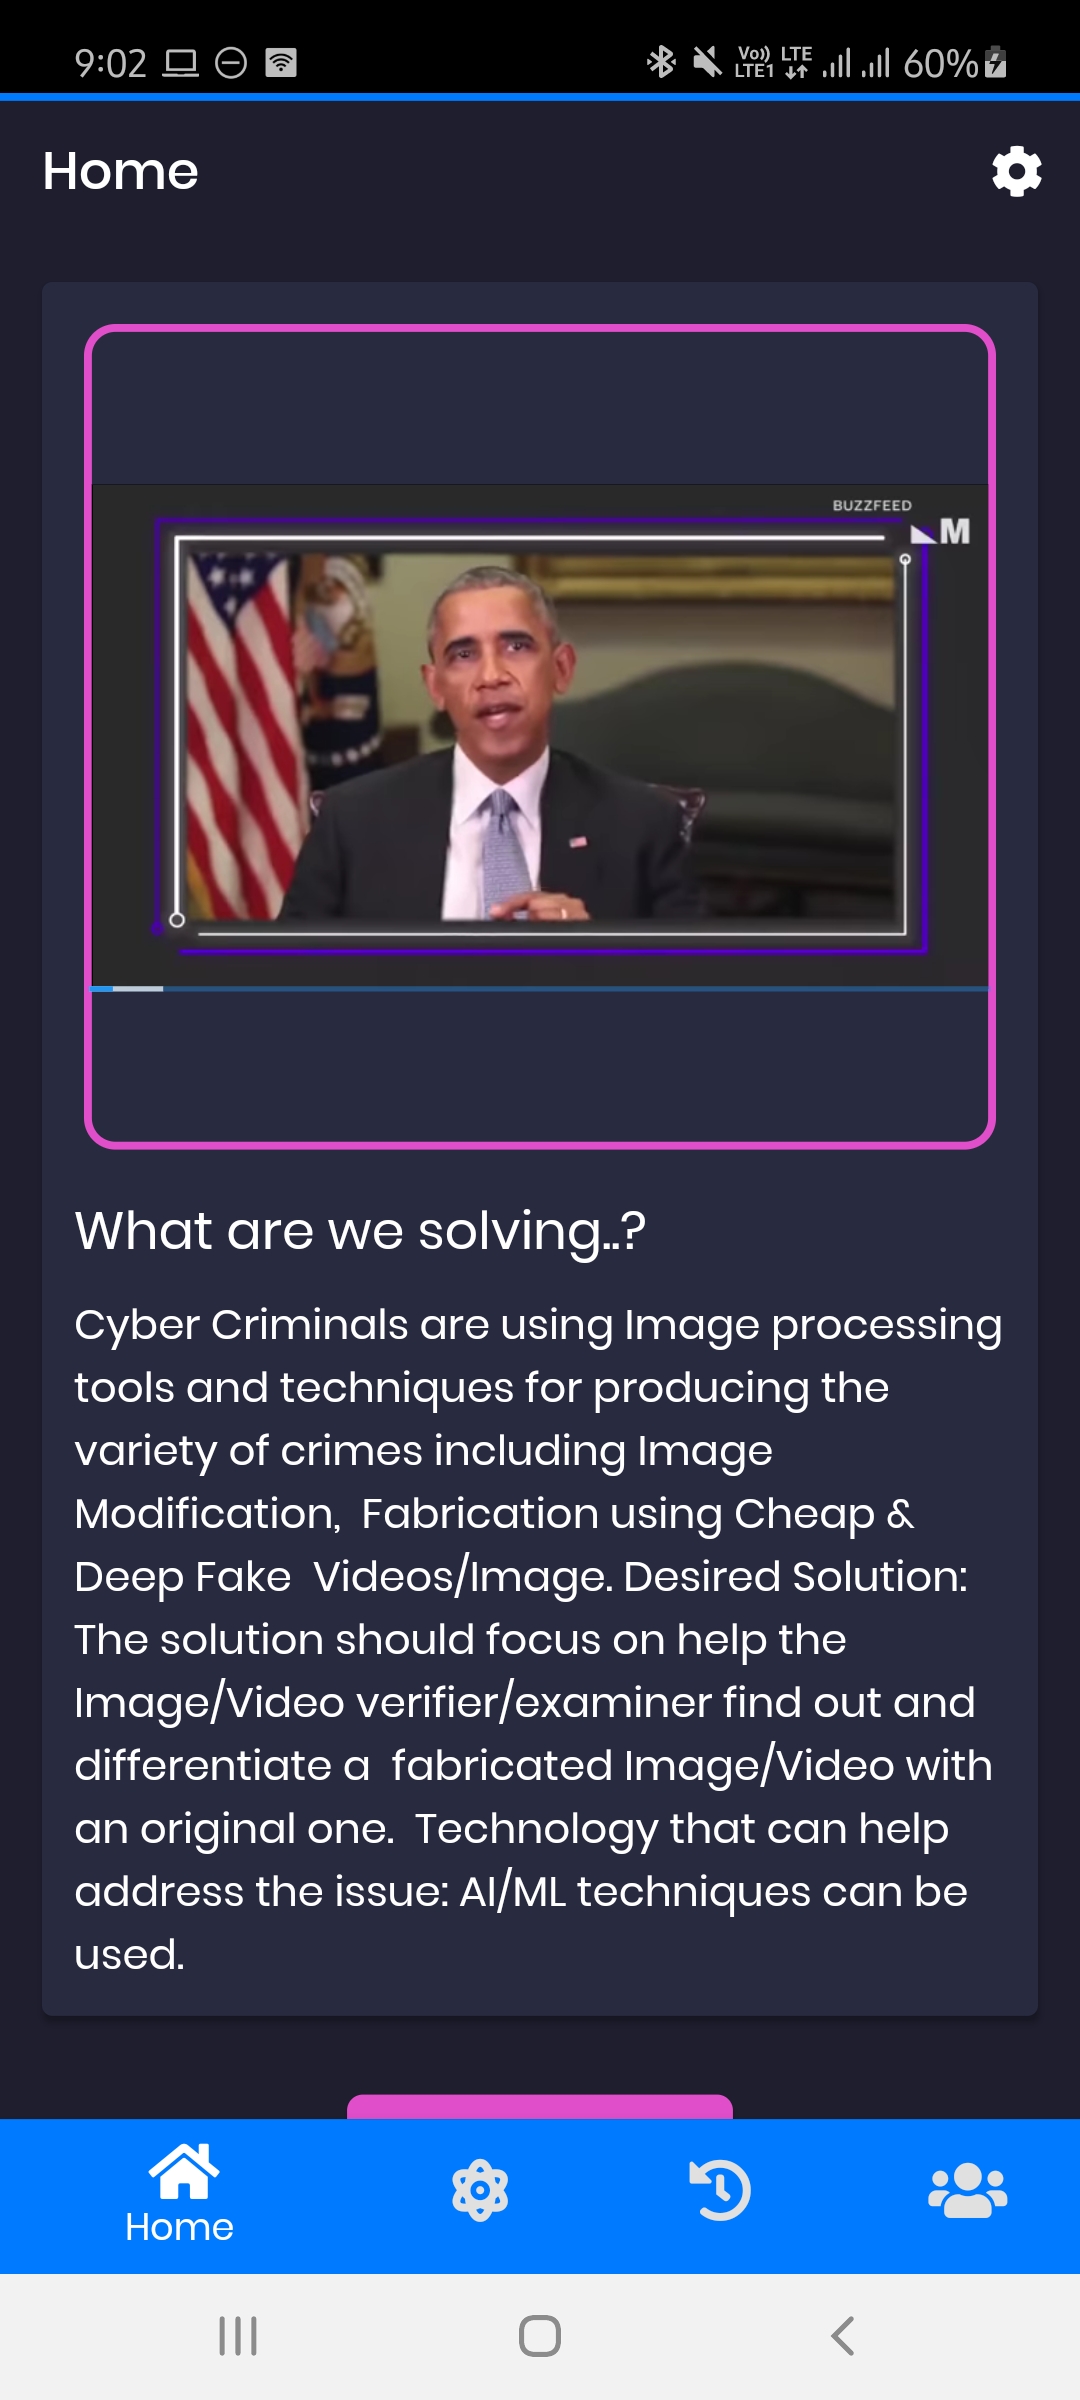 9:02
Vo)) LTE
LTE1
60%
Home
BUZZFEED
M
What are we solving..?
Cyber Criminals are using Image processing
tools and techniques for producing the
variety of crimes including Image
Modification,  Fabrication using Cheap &
Deep Fake  Videos/Image. Desired Solution:
The solution should focus on help the
Image/Video verifier/examiner find out and
differentiate a  fabricated Image/Video with
an original one.  Technology that can help
address the issue: AI/ML techniques can be
used.
Home